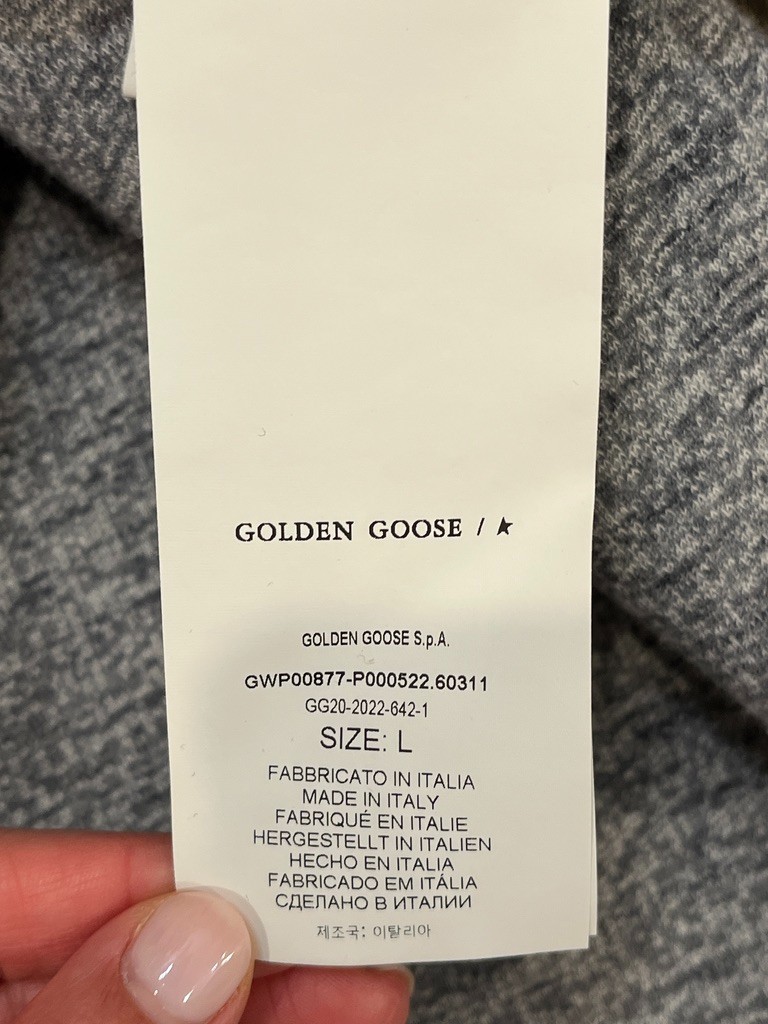 GOLDEN GOOSE / ★
GOLDEN GOOSE S.p.A.
GWP00877-P000522.60311
GG20-2022-642-1
SIZE: L
FABBRICATO IN ITALIA
MADE IN ITALY
FABRIQUÉ EN ITALIE
HERGESTELLT IN ITALIEN
HECHO EN ITALIA
FABRICADO EM ITÁLIA
СДЕЛАНО В ИТАЛИИ
제조국: 이탈리아